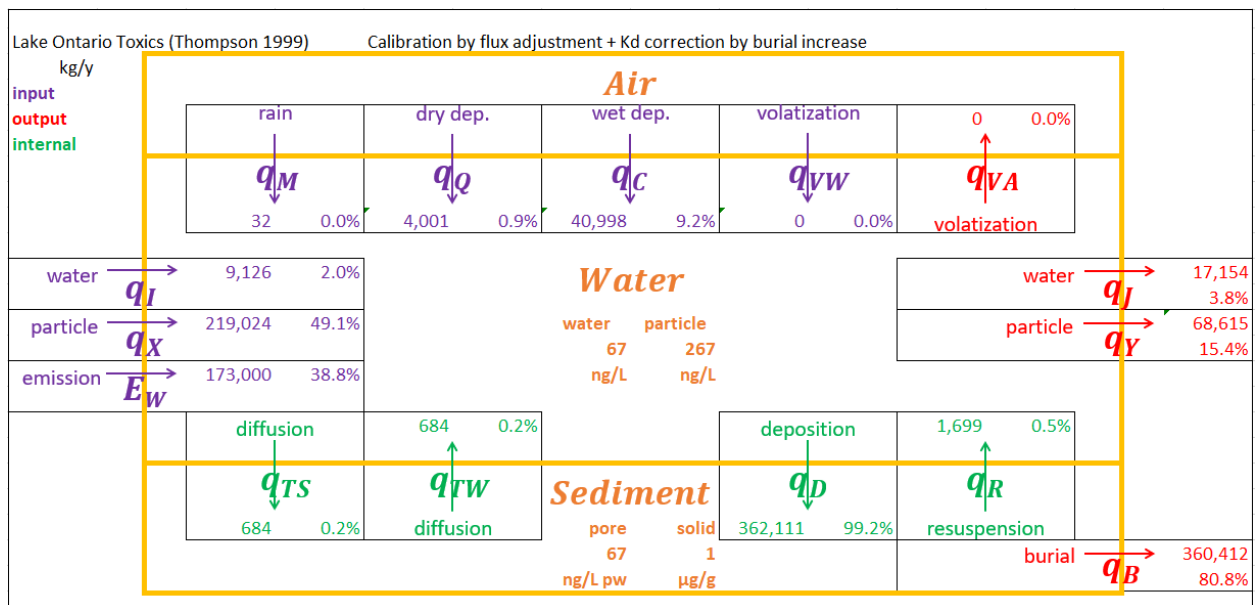 Lake Ontario Toxics (Thompson 1999) Calibration by flux adjustment + Kd correction by burial increase
kg/y
input
output
internal
Air
rain dry dep. wet dep. volatization 0 0.0%
qM qQ qC qVW qVA
32 0.0% 4,001 0.9% 40,998 9.2% 0 0.0% volatization
water qI 9,126 2.0%
particle qX 219,024 49.1%
emission EW 173,000 38.8%
Water
water particle
67 267
ng/L ng/L
water qJ 17,154
3.8%
particle qY 68,615
15.4%
diffusion 684 0.2% deposition 1,699 0.5%
qTS qTW Sediment qD qR
684 0.2% diffusion pore solid 362,111 99.2% resuspension
67 1
ng/L pw µg/g
burial qB 360,412
80.8%